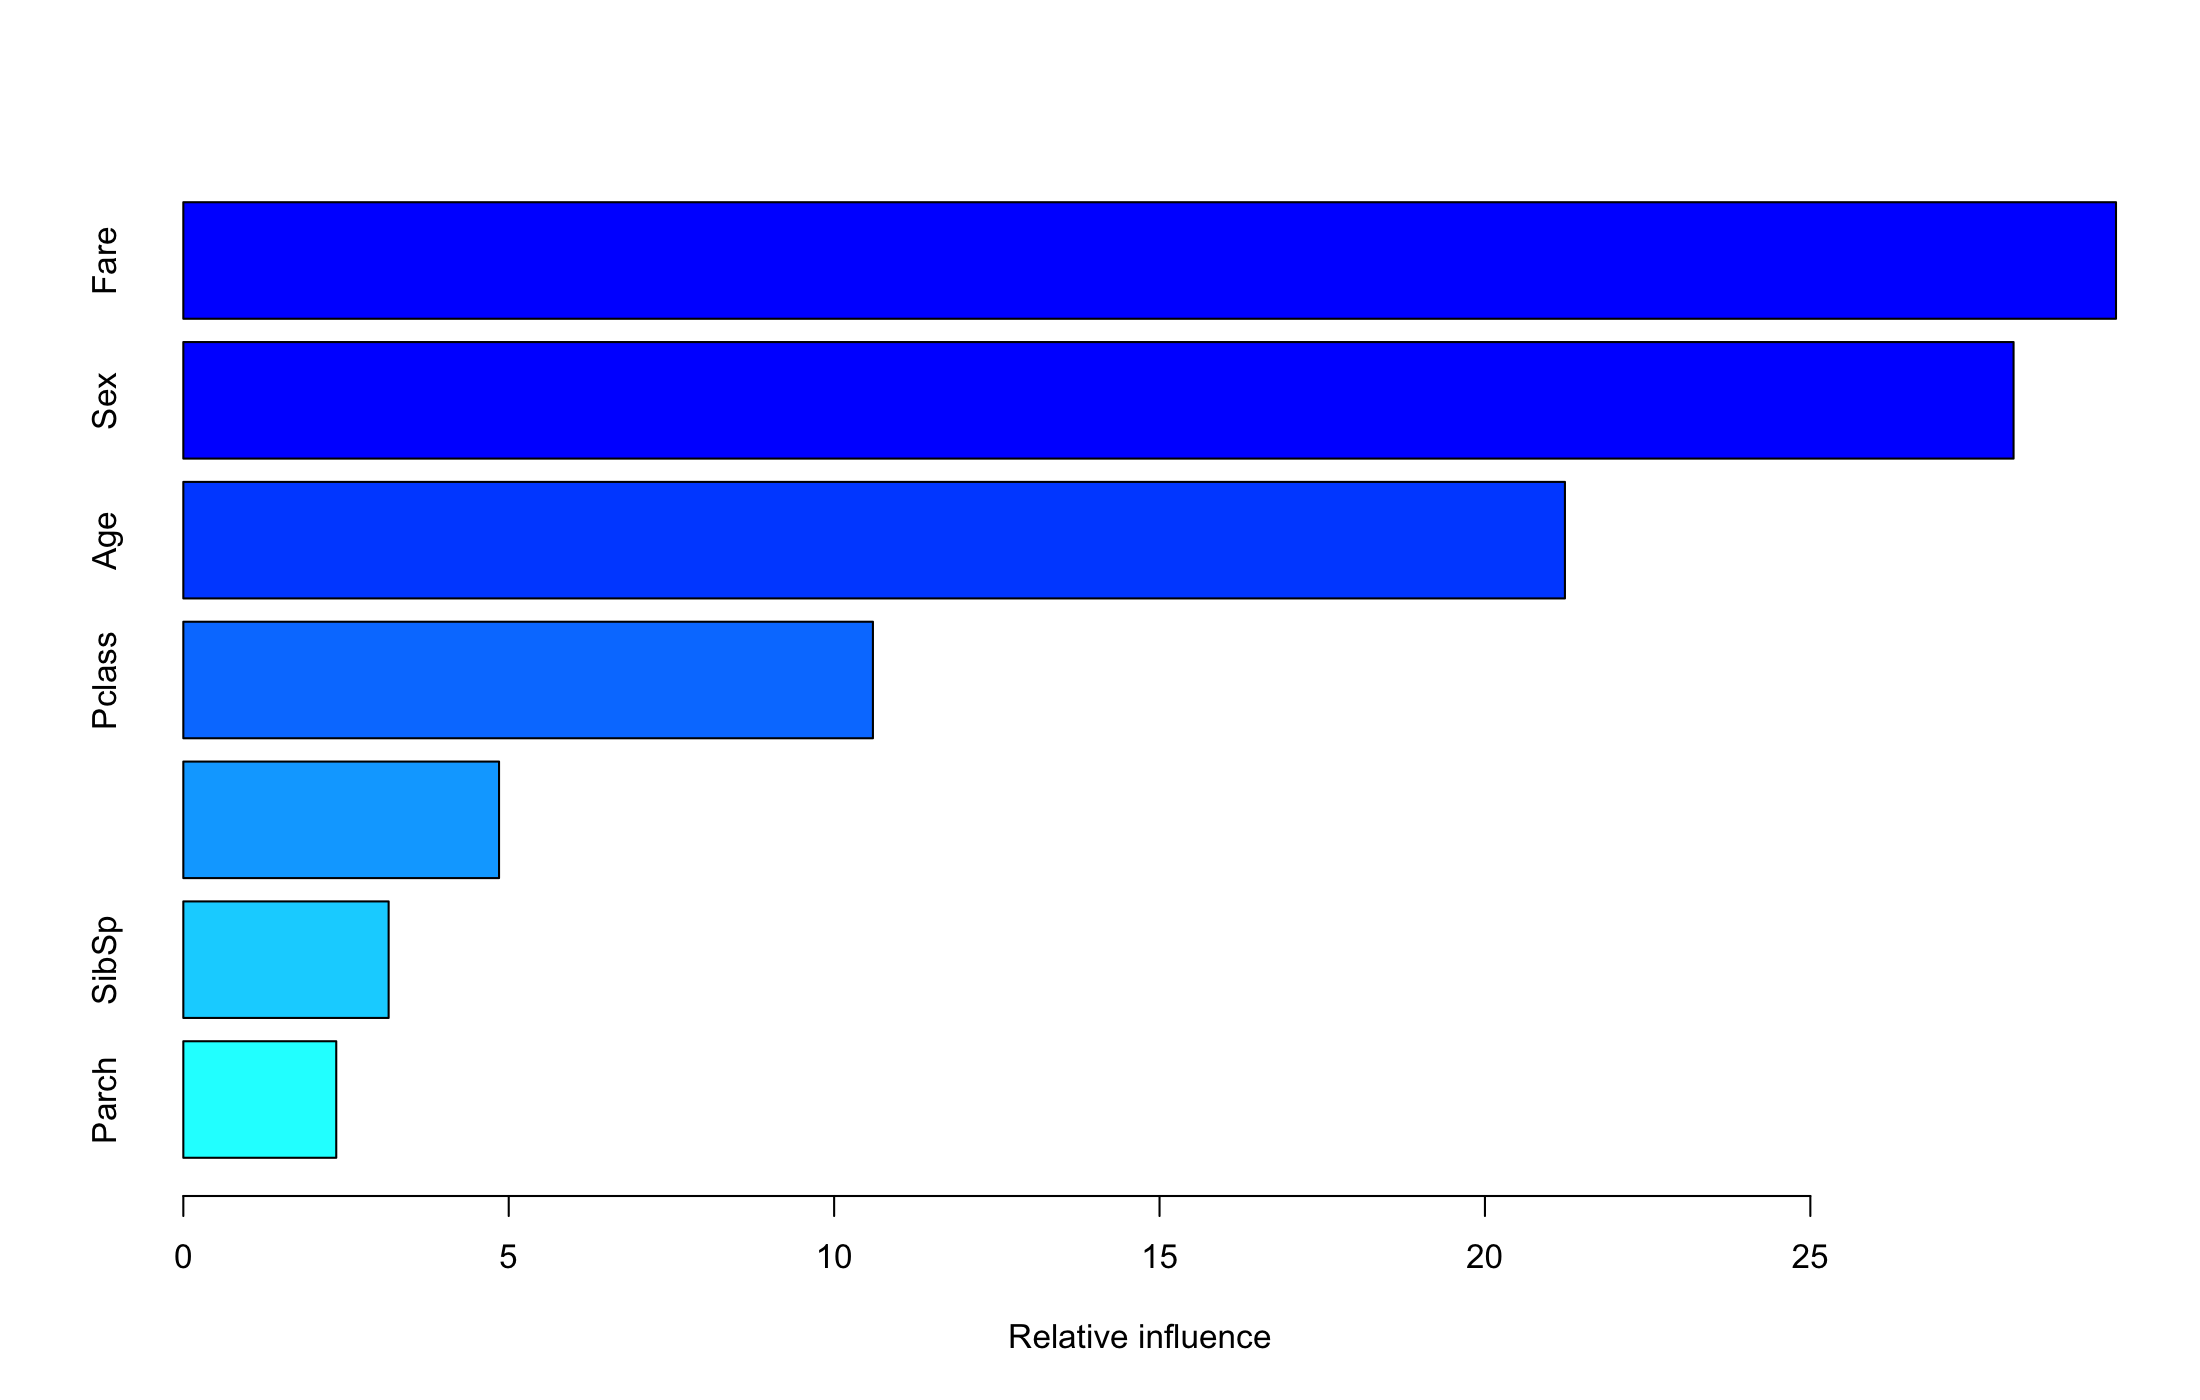 Fare
Sex
Age
Pclass
SibSp
Parch
0 5 10 15 20 25
Relative influence